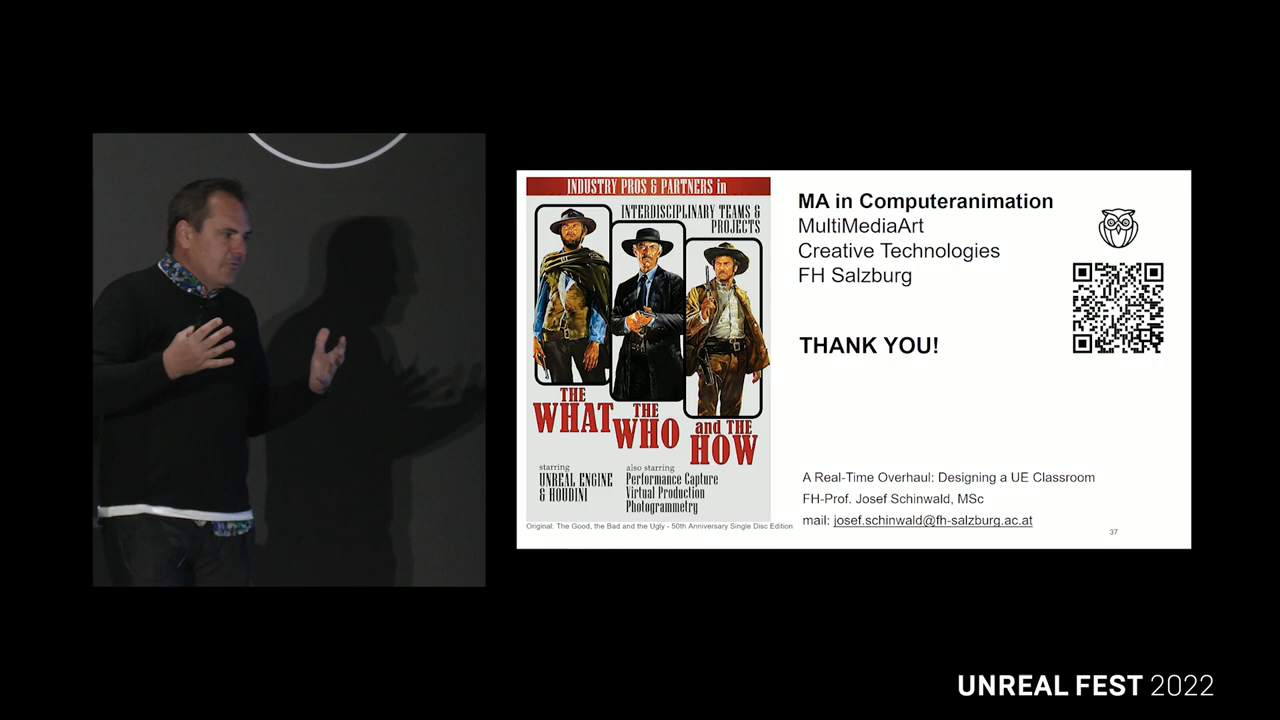 INDUSTRY PROS & PARTNERS in
INTERDISCIPLINARY TEAMS &
PROJECTS
THE
WHAT
THE
WHO
and THE
HOW
starring
UNREAL ENGINE
& HOUDINI
also starring
Performance Capture
Virtual Production
Photogrammetry
Original: The Good, the Bad and the Ugly - 50th Anniversary Single Disc Edition
MA in Computeranimation
MultiMediaArt
Creative Technologies
FH Salzburg
THANK YOU!
A Real-Time Overhaul: Designing a UE Classroom
FH-Prof. Josef Schinwald, MSc
mail: josef.schinwald@fh-salzburg.ac.at
37
UNREAL FEST 2022